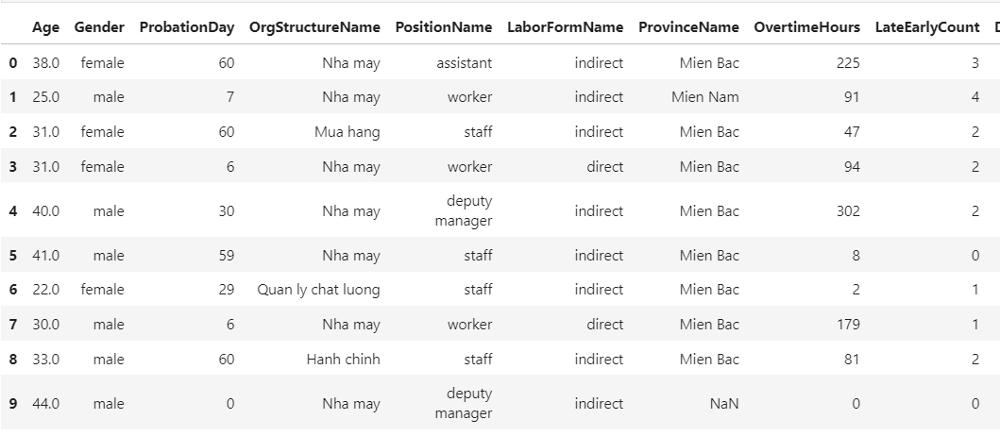 Age Gender ProbationDay OrgStructureName PositionName LaborFormName ProvinceName OvertimeHours LateEarlyCount
0 38.0 female 60 Nha may assistant indirect Mien Bac 225 3
1 25.0 male 7 Nha may worker indirect Mien Nam 91 4
2 31.0 female 60 Mua hang staff indirect Mien Bac 47 2
3 31.0 female 6 Nha may worker direct Mien Bac 94 2
4 40.0 male 30 Nha may deputy manager indirect Mien Bac 302 2
5 41.0 male 59 Nha may staff indirect Mien Bac 8 0
6 22.0 female 29 Quan ly chat luong staff indirect Mien Bac 2 1
7 30.0 male 6 Nha may worker direct Mien Bac 179 1
8 33.0 male 60 Hanh chinh staff indirect Mien Bac 81 2
9 44.0 male 0 Nha may deputy manager indirect NaN 0 0